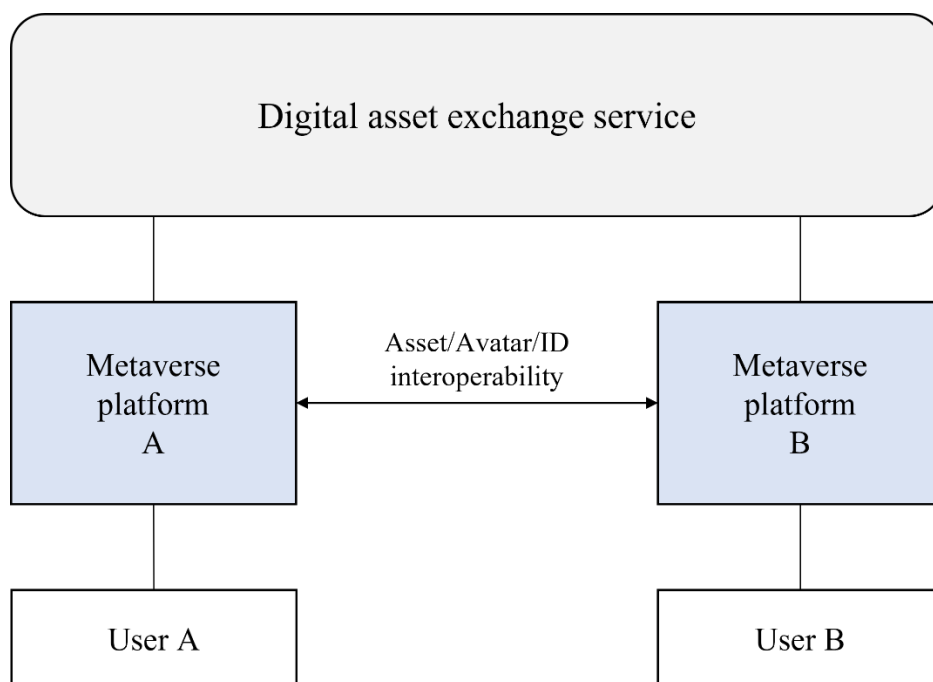 Digital asset exchange service
Metaverse
platform
A
Asset/Avatar/ID
interoperability
Metaverse
platform
B
User A
User B